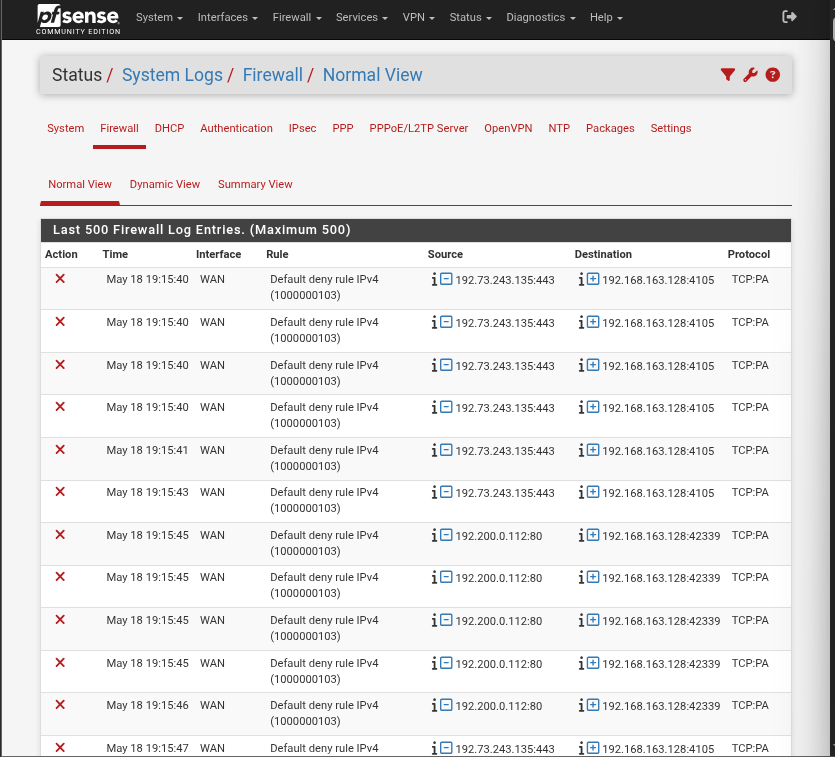 pfsense
COMMUNITY EDITION
System Interfaces Firewall Services VPN Status Diagnostics Help
Status / System Logs / Firewall / Normal View
System Firewall DHCP Authentication IPsec PPP PPPoE/L2TP Server OpenVPN NTP Packages Settings
Normal View Dynamic View Summary View
Last 500 Firewall Log Entries. (Maximum 500)
Action Time Interface Rule Source Destination Protocol
May 18 19:15:40 WAN Default deny rule IPv4 192.73.243.135:443 192.168.163.128:4105 TCP:PA
(1000000103)
May 18 19:15:40 WAN Default deny rule IPv4 192.73.243.135:443 192.168.163.128:4105 TCP:PA
(1000000103)
May 18 19:15:40 WAN Default deny rule IPv4 192.73.243.135:443 192.168.163.128:4105 TCP:PA
(1000000103)
May 18 19:15:40 WAN Default deny rule IPv4 192.73.243.135:443 192.168.163.128:4105 TCP:PA
(1000000103)
May 18 19:15:41 WAN Default deny rule IPv4 192.73.243.135:443 192.168.163.128:4105 TCP:PA
(1000000103)
May 18 19:15:43 WAN Default deny rule IPv4 192.73.243.135:443 192.168.163.128:4105 TCP:PA
(1000000103)
May 18 19:15:45 WAN Default deny rule IPv4 192.200.0.112:80 192.168.163.128:42339 TCP:PA
(1000000103)
May 18 19:15:45 WAN Default deny rule IPv4 192.200.0.112:80 192.168.163.128:42339 TCP:PA
(1000000103)
May 18 19:15:45 WAN Default deny rule IPv4 192.200.0.112:80 192.168.163.128:42339 TCP:PA
(1000000103)
May 18 19:15:45 WAN Default deny rule IPv4 192.200.0.112:80 192.168.163.128:42339 TCP:PA
(1000000103)
May 18 19:15:46 WAN Default deny rule IPv4 192.200.0.112:80 192.168.163.128:42339 TCP:PA
(1000000103)
May 18 19:15:47 WAN Default deny rule IPv4 192.73.243.135:443 192.168.163.128:4105 TCP:PA